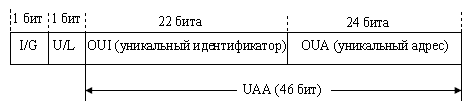 1 бит 1 бит 22 бита 24 бита
I/G U/L OUI (уникальный идентификатор) OUA (уникальный адрес)
UAA (46 бит)